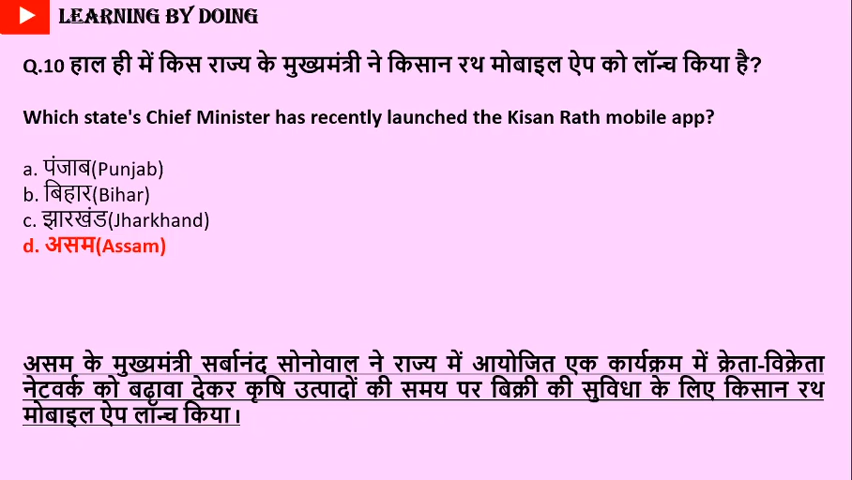 LEARNING BY DOING
Q.10 हाल ही में किस राज्य के मुख्यमंत्री ने किसान रथ मोबाइल ऐप को लॉन्च किया है?
Which state's Chief Minister has recently launched the Kisan Rath mobile app?
a. पंजाब(Punjab)
b. बिहार(Bihar)
c. झारखंड(Jharkhand)
d. असम(Assam)
असम के मुख्यमंत्री सर्बानंद सोनोवाल ने राज्य में आयोजित एक कार्यक्रम में क्रेता-विक्रेता
नेटवर्क को बढ़ावा देकर कृषि उत्पादों की समय पर बिक्री की सुविधा के लिए किसान रथ
मोबाइल ऐप लॉन्च किया।